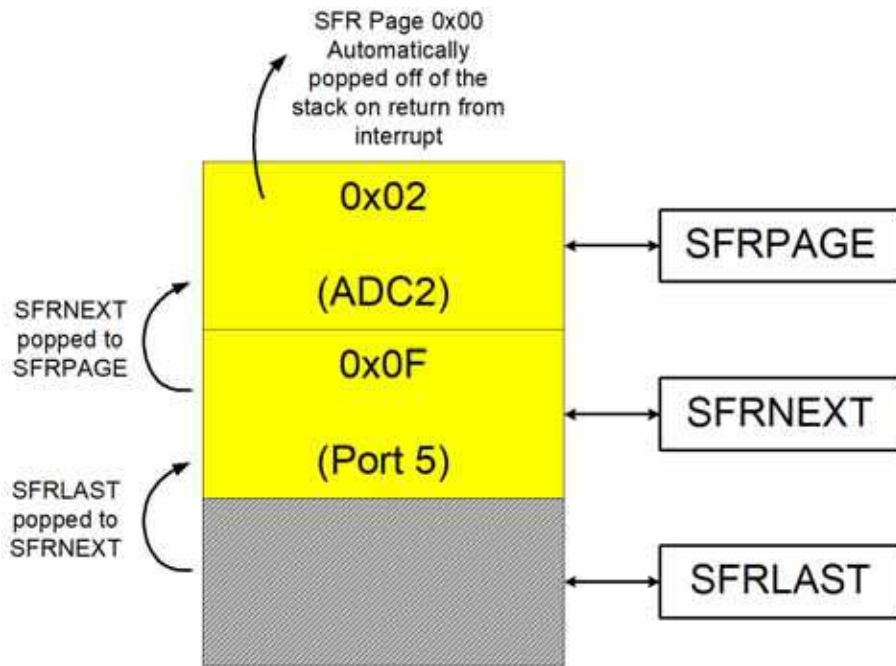 SFR Page 0x00
Automatically
popped off of the
stack on return from
interrupt
0x02
(ADC2)
SFRPAGE
SFRNEXT
popped to
SFRPAGE
0x0F
(Port 5)
SFRNEXT
SFRLAST
popped to
SFRNEXT
SFRLAST